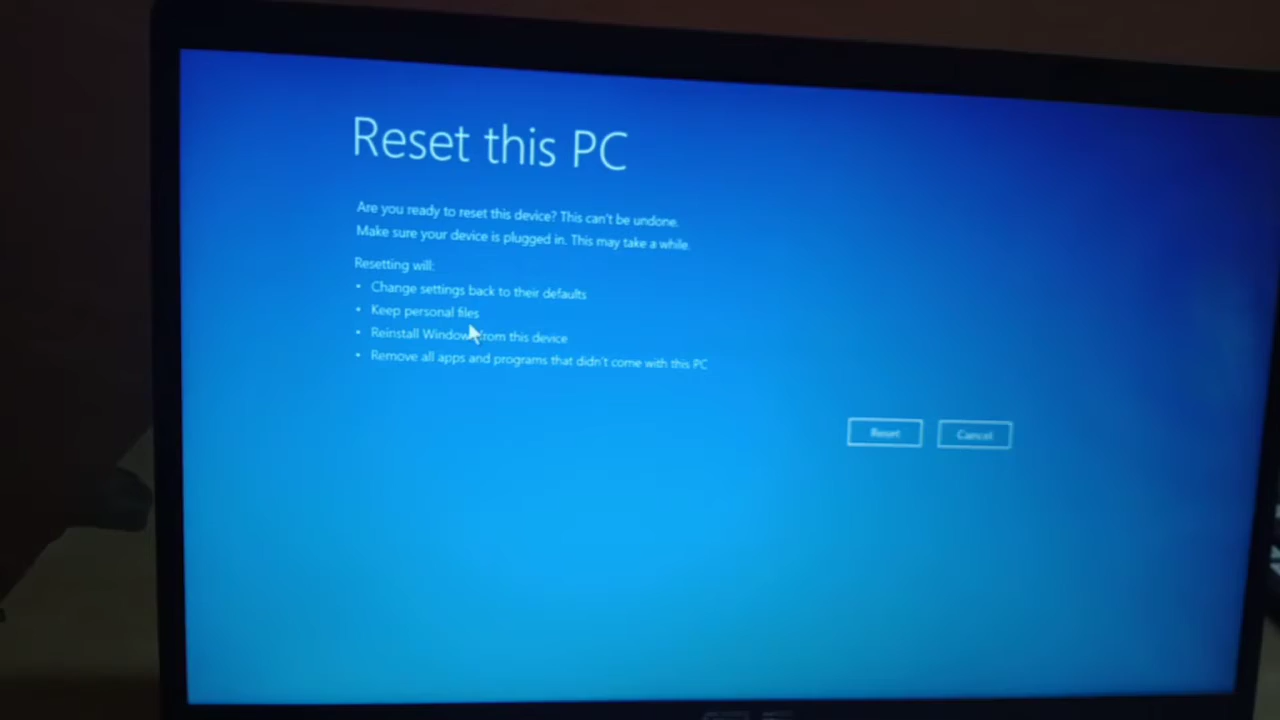 Reset this PC
Are you ready to reset this device? This can't be undone.
Make sure your device is plugged in. This may take a while.
Resetting will:
• Change settings back to their defaults
• Keep personal files
• Reinstall Windows from this device
• Remove all apps and programs that didn't come with this PC
Reset Cancel